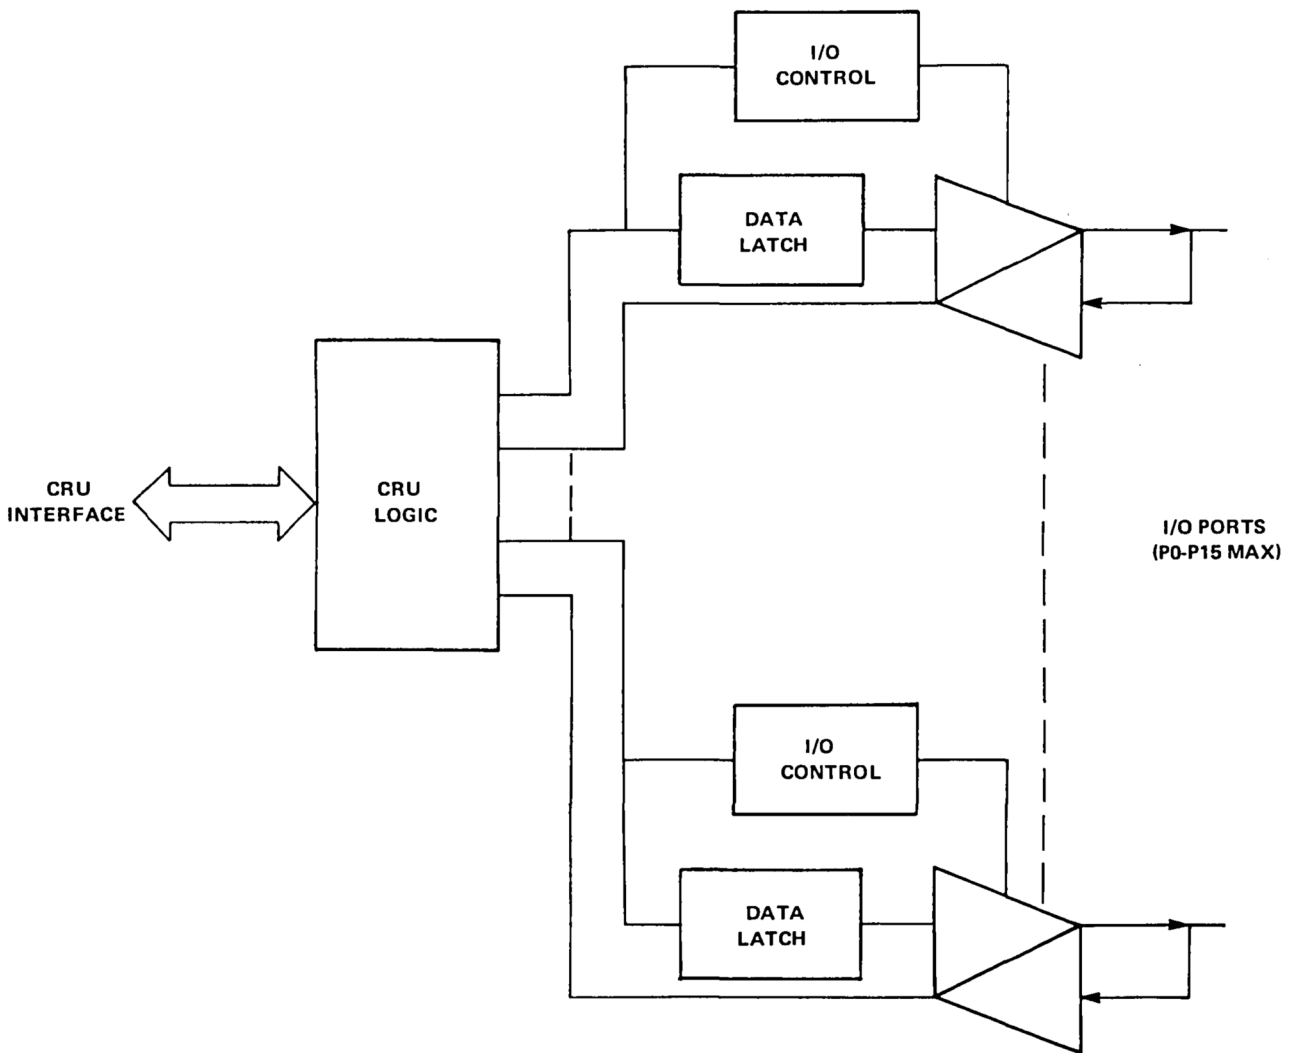 I/O
CONTROL
DATA
LATCH
CRU
INTERFACE
CRU
LOGIC
I/O PORTS
(P0-P15 MAX)
I/O
CONTROL
DATA
LATCH